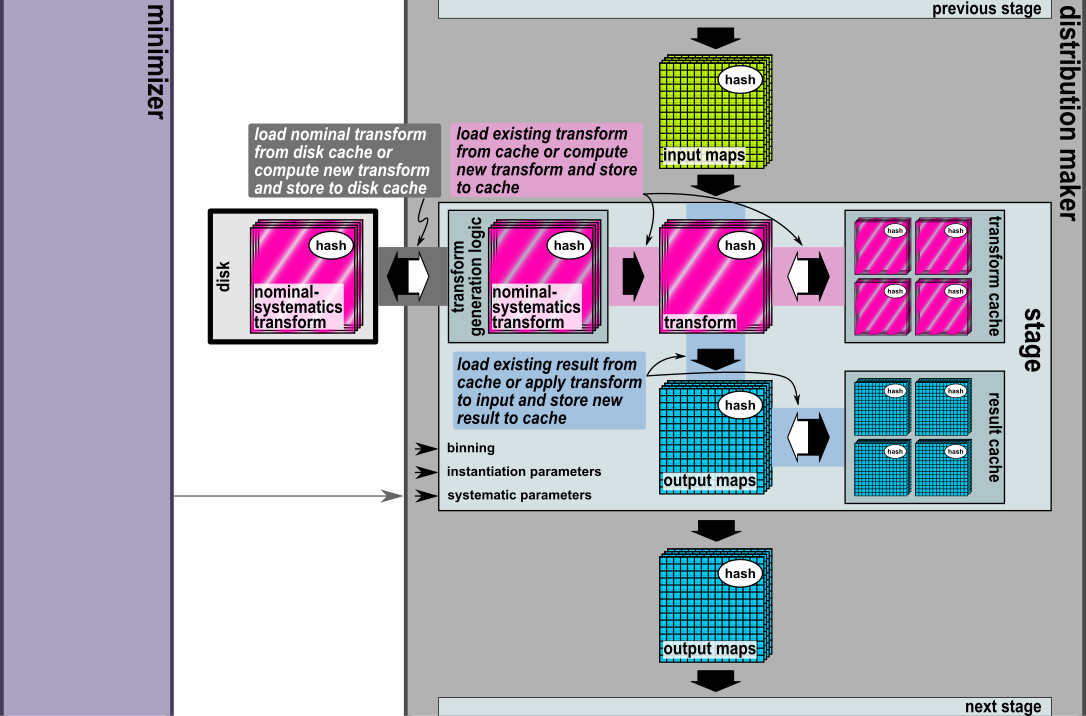 previous stage
minimizer
distribution maker
hash
input maps
load nominal transform
from disk cache or
compute new transform
and store to disk cache
load existing transform
from cache or compute
new transform and store
to cache
disk
hash
nominal-
systematics
transform
transform
generation logic
hash
nominal-
systematics
transform
hash
transform
hash
hash
hash
hash
transform cache
stage
load existing result from
cache or apply transform
to input and store new
result to cache
hash
output maps
hash
hash
hash
hash
result cache
binning
instantiation parameters
systematic parameters
hash
output maps
next stage